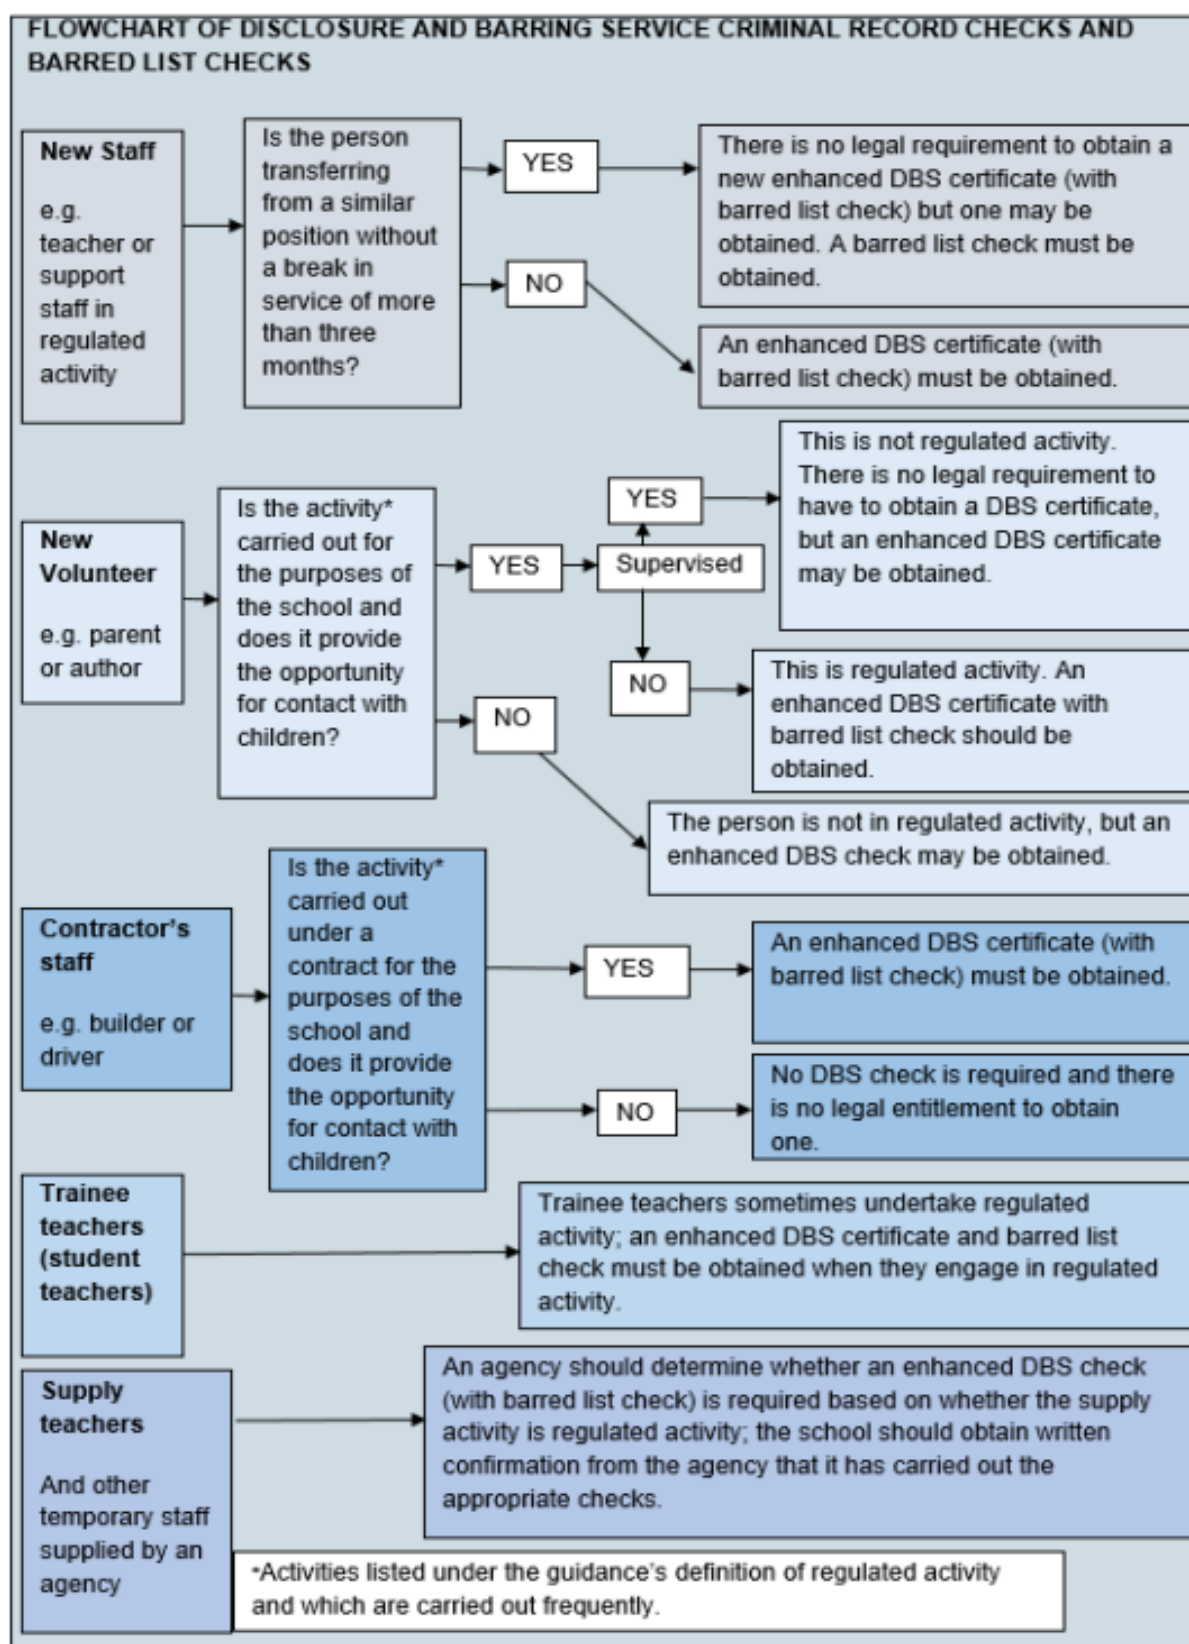 FLOWCHART OF DISCLOSURE AND BARRING SERVICE CRIMINAL RECORD CHECKS AND
BARRED LIST CHECKS
New Staff
e.g.
teacher or
support
staff in
regulated
activity
Is the person
transferring
from a similar
position without
a break in
service of more
than three
months?
YES
There is no legal requirement to obtain a
new enhanced DBS certificate (with
barred list check) but one may be
obtained. A barred list check must be
obtained.
NO
An enhanced DBS certificate (with
barred list check) must be obtained.
New
Volunteer
e.g. parent
or author
Is the activity*
carried out for
the purposes of
the school and
does it provide
the opportunity
for contact with
children?
YES
Supervised
YES
This is not regulated activity.
There is no legal requirement to
have to obtain a DBS certificate,
but an enhanced DBS certificate
may be obtained.
NO
This is regulated activity. An
enhanced DBS certificate with
barred list check should be
obtained.
NO
The person is not in regulated activity, but an
enhanced DBS check may be obtained.
Contractor's
staff
e.g. builder or
driver
Is the activity*
carried out
under a
contract for the
purposes of the
school and
does it provide
the opportunity
for contact with
children?
YES
An enhanced DBS certificate (with
barred list check) must be obtained.
NO
No DBS check is required and there
is no legal entitlement to obtain
one.
Trainee
teachers
(student
teachers)
Trainee teachers sometimes undertake regulated
activity; an enhanced DBS certificate and barred list
check must be obtained when they engage in regulated
activity.
Supply
teachers
And other
temporary staff
supplied by an
agency
An agency should determine whether an enhanced DBS check
(with barred list check) is required based on whether the supply
activity is regulated activity; the school should obtain written
confirmation from the agency that it has carried out the
appropriate checks.
*Activities listed under the guidance's definition of regulated activity
and which are carried out frequently.